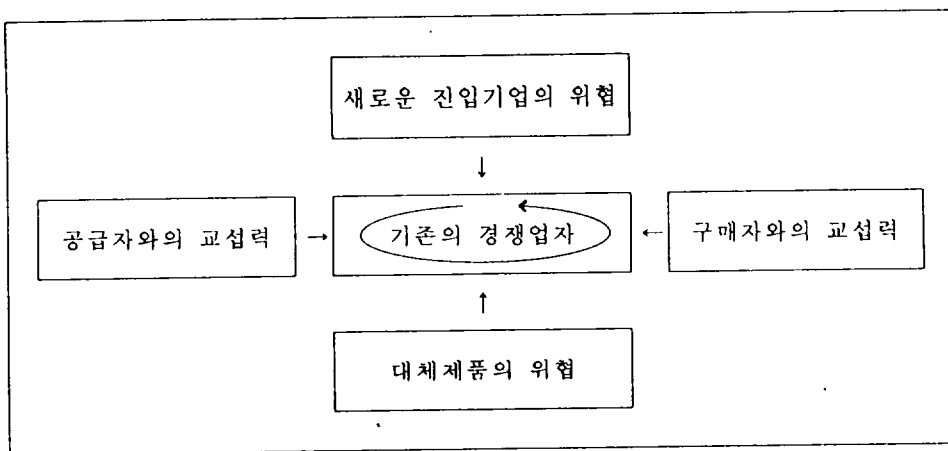 새로운 진입기업의 위협
↓
공급자와의 교섭력 → 기존의 경쟁업자 ← 구매자와의 교섭력
↑
대체제품의 위협